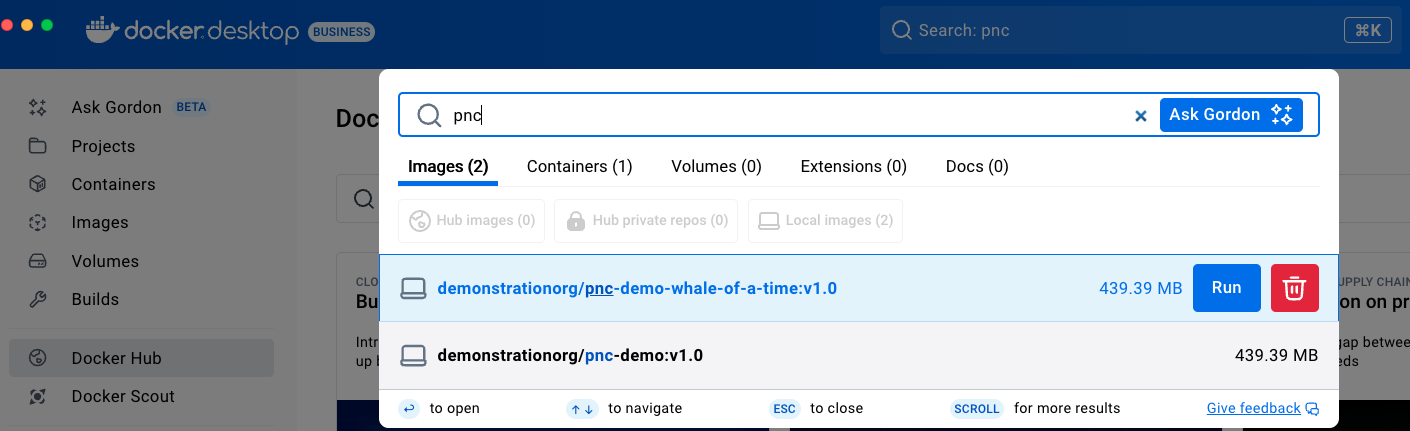 docker desktop BUSINESS
Search: pnc
⌘K
Ask Gordon BETA
Projects
Containers
Images
Volumes
Builds
Docker Hub
Docker Scout
Doc
pnc
Ask Gordon
Images (2) Containers (1) Volumes (0) Extensions (0) Docs (0)
Hub images (0) Hub private repos (0) Local images (2)
demonstrationorg/pnc-demo-whale-of-a-time:v1.0 439.39 MB Run
demonstrationorg/pnc-demo:v1.0 439.39 MB
↩ to open ↑↓ to navigate ESC to close SCROLL for more results Give feedback
CLO
Bu
Intr
up
UPPLY CHAIN
on on pr
gap betwee
eds